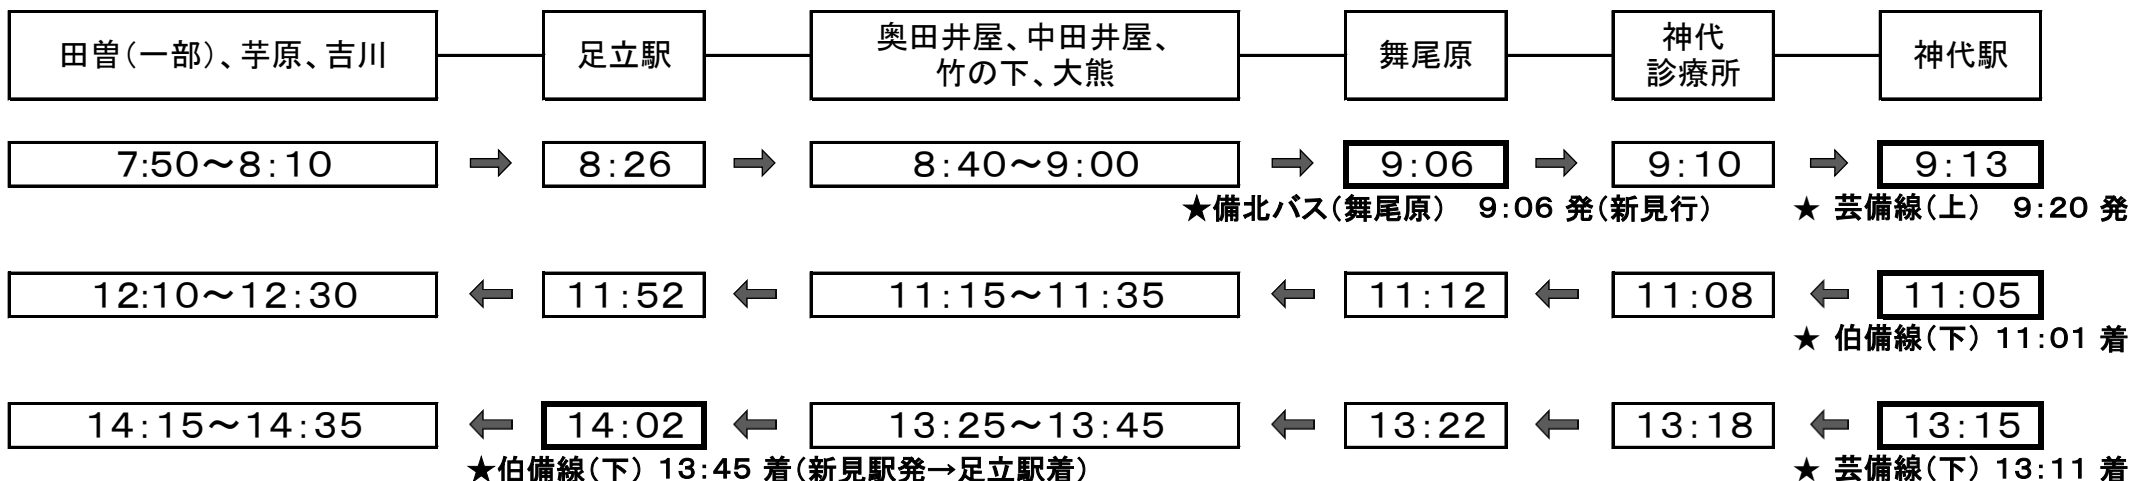 田曽(一部)、芋原、吉川
足立駅
奥田井屋、中田井屋、
竹の下、大熊
舞尾原
神代
診療所
神代駅
7:50～8:10
8:26
8:40～9:00
9:06
9:10
9:13
★備北バス(舞尾原) 9:06 発(新見行)
★ 芸備線(上) 9:20 発
12:10～12:30
11:52
11:15～11:35
11:12
11:08
11:05
★ 伯備線(下) 11:01 着
14:15～14:35
14:02
13:25～13:45
13:22
13:18
13:15
★伯備線(下) 13:45 着(新見駅発→足立駅着)
★ 芸備線(下) 13:11 着